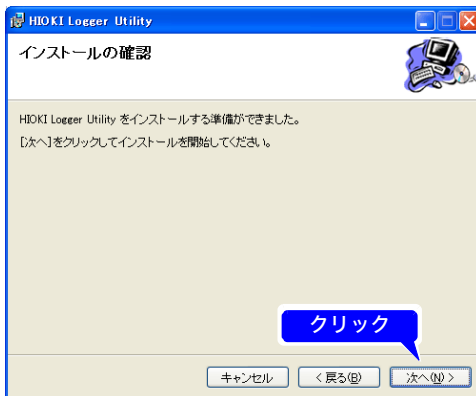 HIOKI Logger Utility
インストールの確認
HIOKI Logger Utility をインストールする準備ができました。
[次へ]をクリックしてインストールを開始してください。
クリック
キャンセル
< 戻る(B)
次へ(N) >